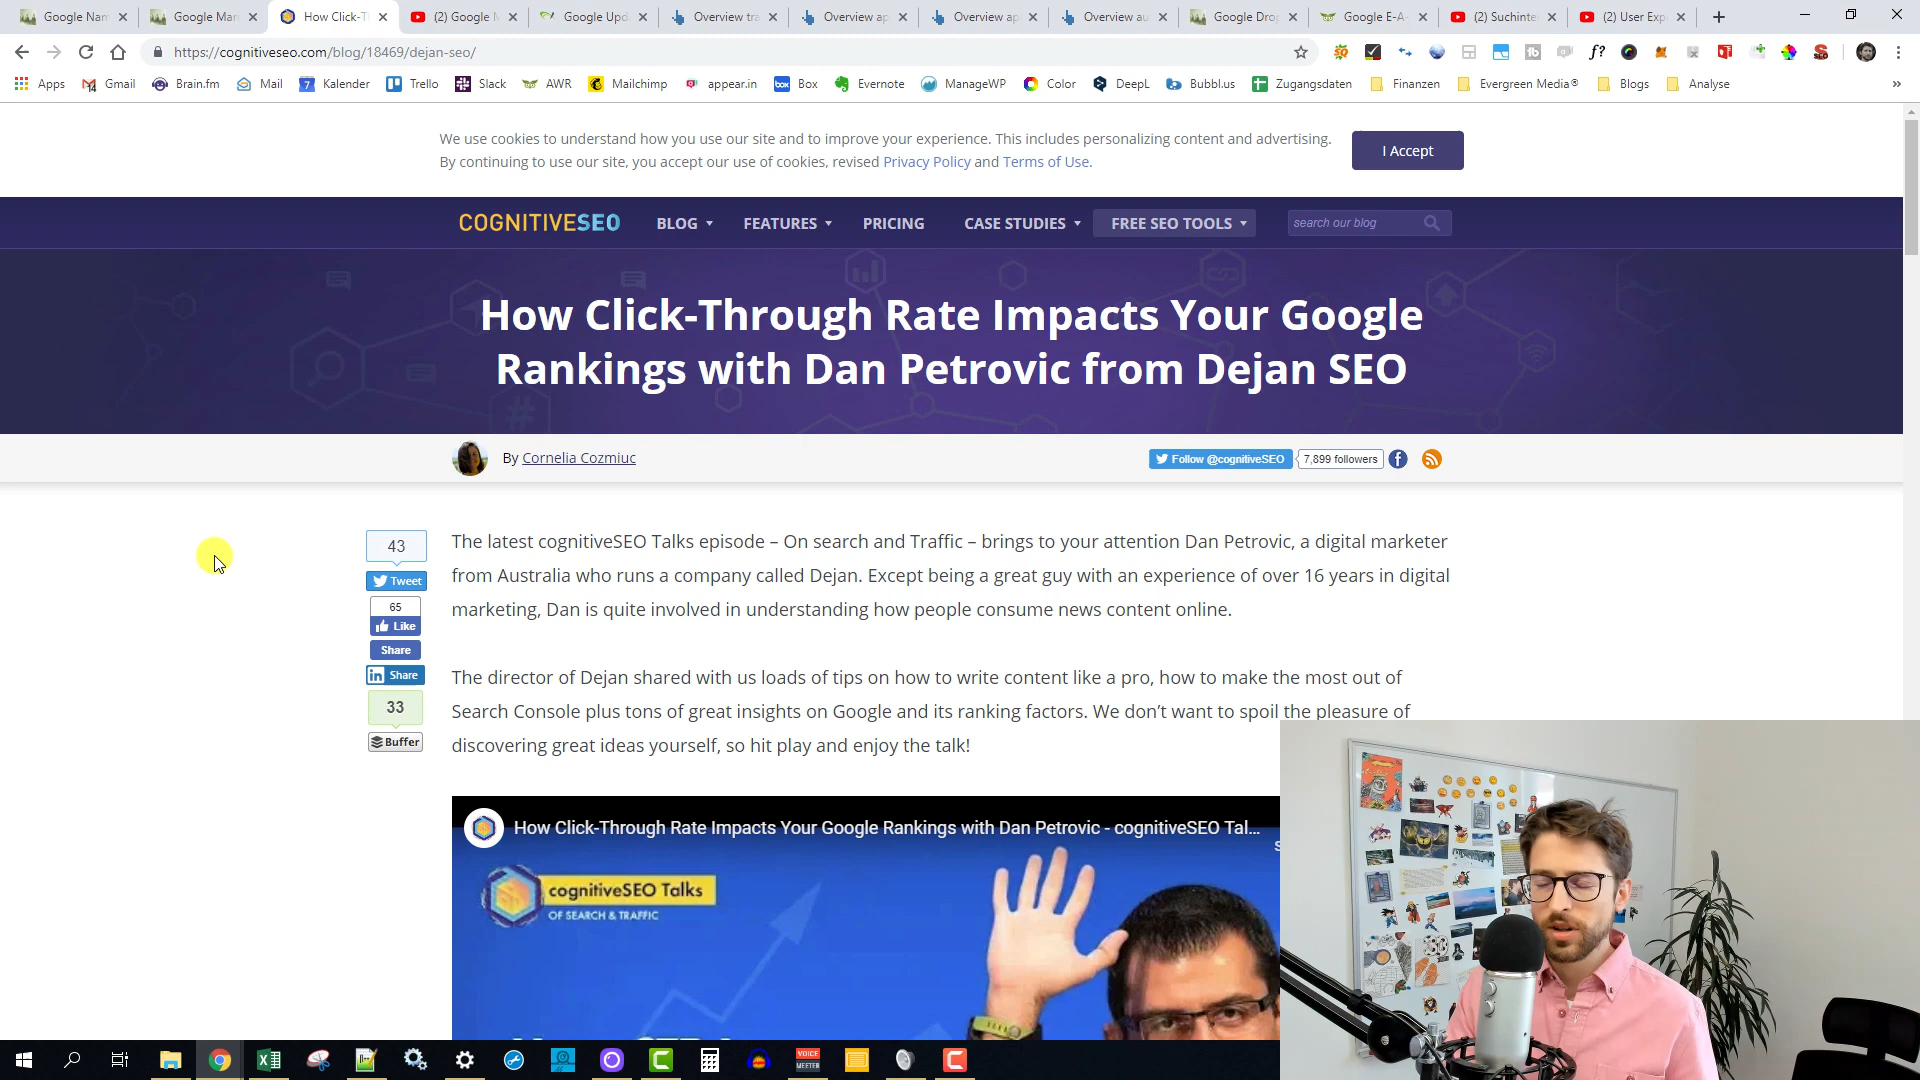 Google Nam
Google Mar
How Click-T
(2) Google M
Google Upd
Overview tra
Overview ap
Overview ap
Overview au
Google Drop
Google E-A-
(2) Suchinte
(2) User Exp
https://cognitiveseo.com/blog/18469/dejan-seo/
Apps Gmail Brain.fm Mail 7 Kalender Trello Slack AWR Mailchimp appear.in box Box Evernote ManageWP Color DeepL Bubbl.us Zugangsdaten Finanzen Evergreen Media® Blogs Analyse »
We use cookies to understand how you use our site and to improve your experience. This includes personalizing content and advertising.
By continuing to use our site, you accept our use of cookies, revised Privacy Policy and Terms of Use.
I Accept
COGNITIVESEO BLOG FEATURES PRICING CASE STUDIES FREE SEO TOOLS search our blog
How Click-Through Rate Impacts Your Google
Rankings with Dan Petrovic from Dejan SEO
By Cornelia Cozmiuc
Follow @cognitiveSEO 7,899 followers
43
Tweet
65
Like
Share
in Share
33
Buffer
The latest cognitiveSEO Talks episode – On search and Traffic – brings to your attention Dan Petrovic, a digital marketer
from Australia who runs a company called Dejan. Except being a great guy with an experience of over 16 years in digital
marketing, Dan is quite involved in understanding how people consume news content online.
The director of Dejan shared with us loads of tips on how to write content like a pro, how to make the most out of
Search Console plus tons of great insights on Google and its ranking factors. We don't want to spoil the pleasure of
discovering great ideas yourself, so hit play and enjoy the talk!
How Click-Through Rate Impacts Your Google Rankings with Dan Petrovic - cognitiveSEO Tal...
cognitiveSEO Talks
OF SEARCH & TRAFFIC
VOICE
MEETER